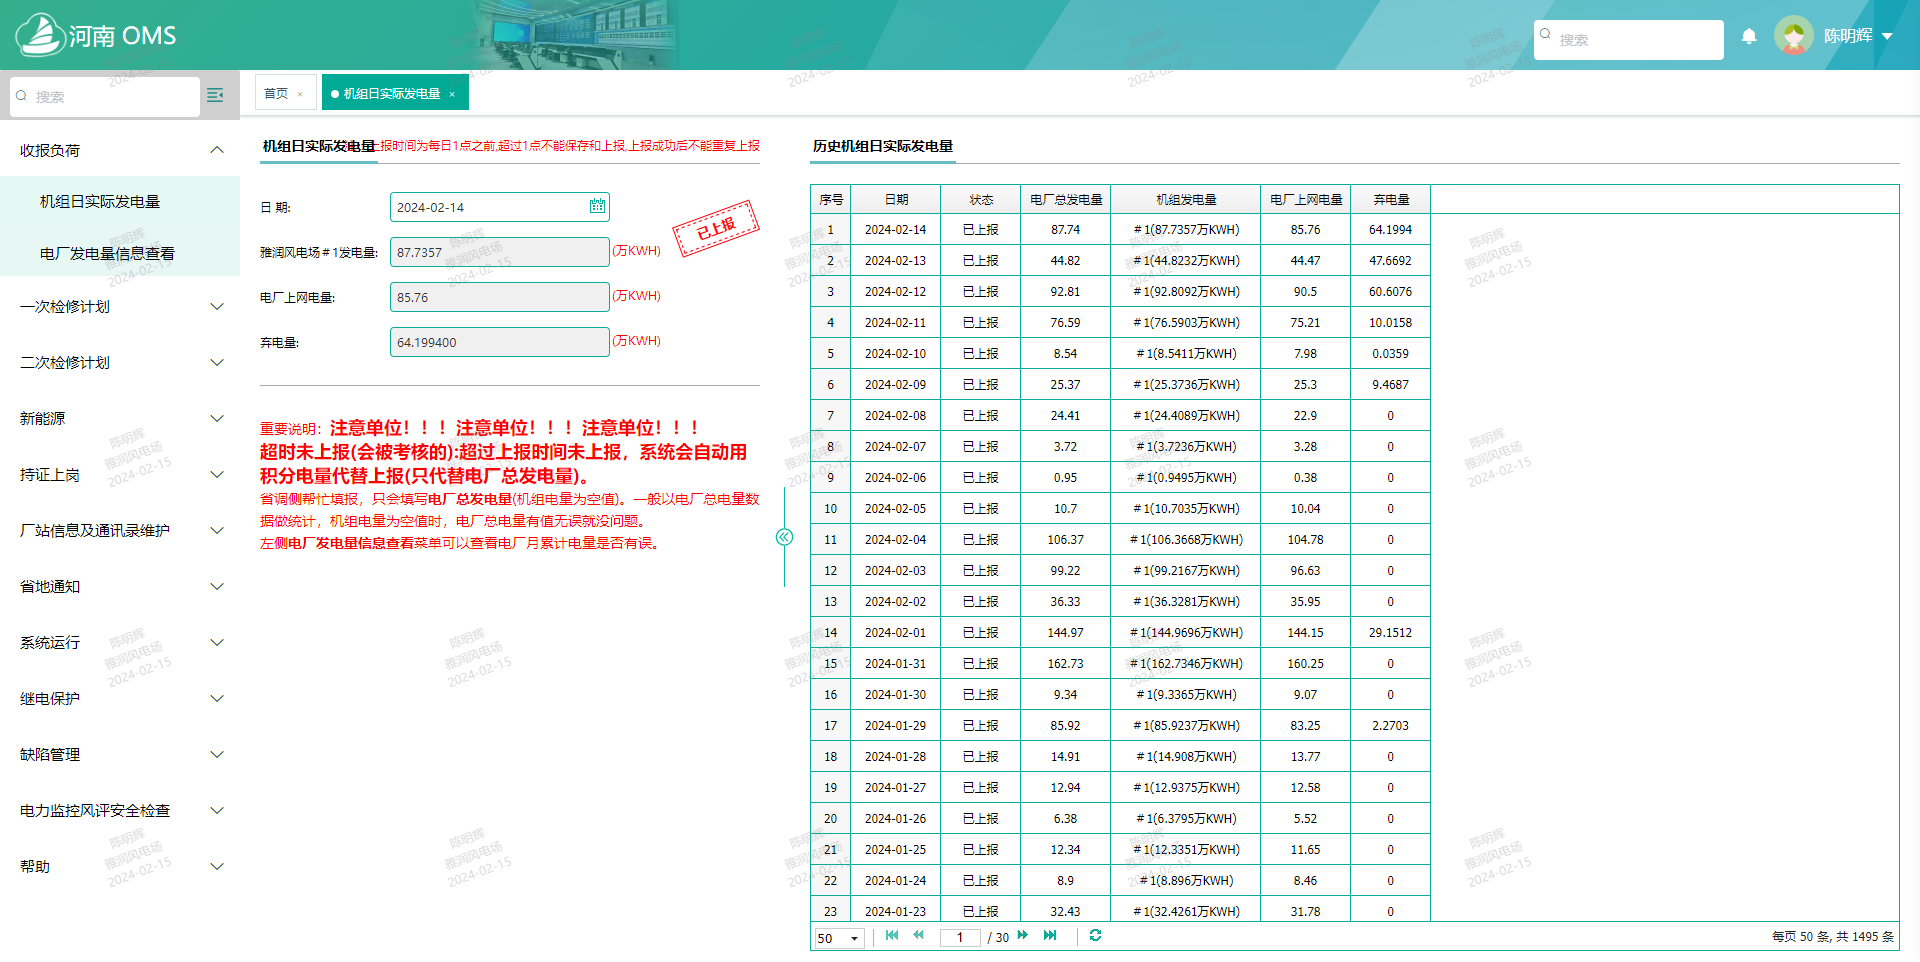 河南 OMS
搜索
陈明辉
搜索
首页 ×
机组日实际发电量 ×
收报负荷
机组日实际发电量
电厂发电量信息查看
一次检修计划
二次检修计划
新能源
持证上岗
厂站信息及通讯录维护
省地通知
系统运行
继电保护
缺陷管理
电力监控风评安全检查
帮助
机组日实际发电量
上报时间为每日1点之前,超过1点不能保存和上报,上报成功后不能重复上报
日 期: 2024-02-14
已上报
雅润风电场＃1发电量: 87.7357 (万KWH)
电厂上网电量: 85.76 (万KWH)
弃电量: 64.199400 (万KWH)
重要说明: 注意单位！！！注意单位！！！注意单位！！！
超时未上报(会被考核的):超过上报时间未上报，系统会自动用
积分电量代替上报(只代替电厂总发电量)。
省调侧帮忙填报，只会填写电厂总发电量(机组电量为空值)。一般以电厂总电量数
据做统计，机组电量为空值时，电厂总电量有值无误就没问题。
左侧电厂发电量信息查看菜单可以查看电厂月累计电量是否有误。
历史机组日实际发电量
序号 日期 状态 电厂总发电量 机组发电量 电厂上网电量 弃电量
1 2024-02-14 已上报 87.74 ＃1(87.7357万KWH) 85.76 64.1994
2 2024-02-13 已上报 44.82 ＃1(44.8232万KWH) 44.47 47.6692
3 2024-02-12 已上报 92.81 ＃1(92.8092万KWH) 90.5 60.6076
4 2024-02-11 已上报 76.59 ＃1(76.5903万KWH) 75.21 10.0158
5 2024-02-10 已上报 8.54 ＃1(8.5411万KWH) 7.98 0.0359
6 2024-02-09 已上报 25.37 ＃1(25.3736万KWH) 25.3 9.4687
7 2024-02-08 已上报 24.41 ＃1(24.4089万KWH) 22.9 0
8 2024-02-07 已上报 3.72 ＃1(3.7236万KWH) 3.28 0
9 2024-02-06 已上报 0.95 ＃1(0.9495万KWH) 0.38 0
10 2024-02-05 已上报 10.7 ＃1(10.7035万KWH) 10.04 0
11 2024-02-04 已上报 106.37 ＃1(106.3668万KWH) 104.78 0
12 2024-02-03 已上报 99.22 ＃1(99.2167万KWH) 96.63 0
13 2024-02-02 已上报 36.33 ＃1(36.3281万KWH) 35.95 0
14 2024-02-01 已上报 144.97 ＃1(144.9696万KWH) 144.15 29.1512
15 2024-01-31 已上报 162.73 ＃1(162.7346万KWH) 160.25 0
16 2024-01-30 已上报 9.34 ＃1(9.3365万KWH) 9.07 0
17 2024-01-29 已上报 85.92 ＃1(85.9237万KWH) 83.25 2.2703
18 2024-01-28 已上报 14.91 ＃1(14.908万KWH) 13.77 0
19 2024-01-27 已上报 12.94 ＃1(12.9375万KWH) 12.58 0
20 2024-01-26 已上报 6.38 ＃1(6.3795万KWH) 5.52 0
21 2024-01-25 已上报 12.34 ＃1(12.3351万KWH) 11.65 0
22 2024-01-24 已上报 8.9 ＃1(8.896万KWH) 8.46 0
23 2024-01-23 已上报 32.43 ＃1(32.4261万KWH) 31.78 0
50 1 / 30
每页 50 条, 共 1495 条
陈明辉
雅润风电场
2024-02-15